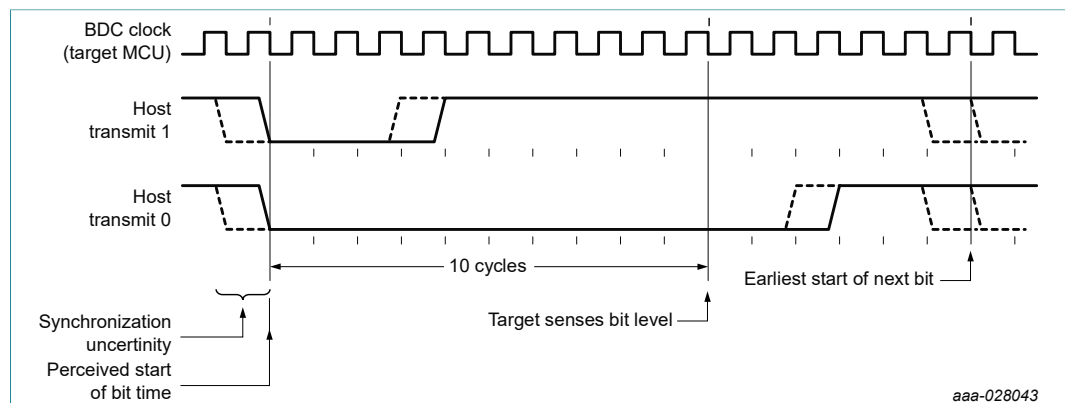 BDC clock
(target MCU)
Host
transmit 1
Host
transmit 0
10 cycles
Earliest start of next bit
Target senses bit level
Synchronization
uncertinity
Perceived start
of bit time
aaa-028043